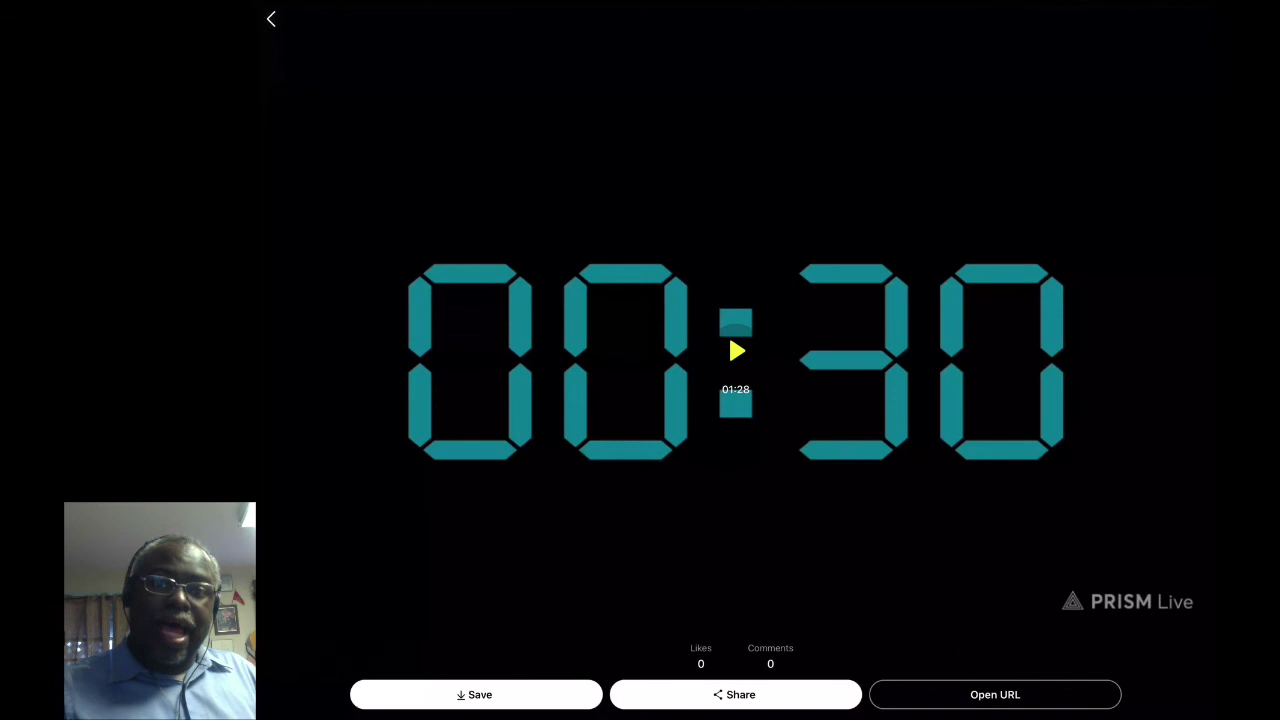 00:30
01:28
PRISM Live
Likes Comments
0 0
Save Share Open URL